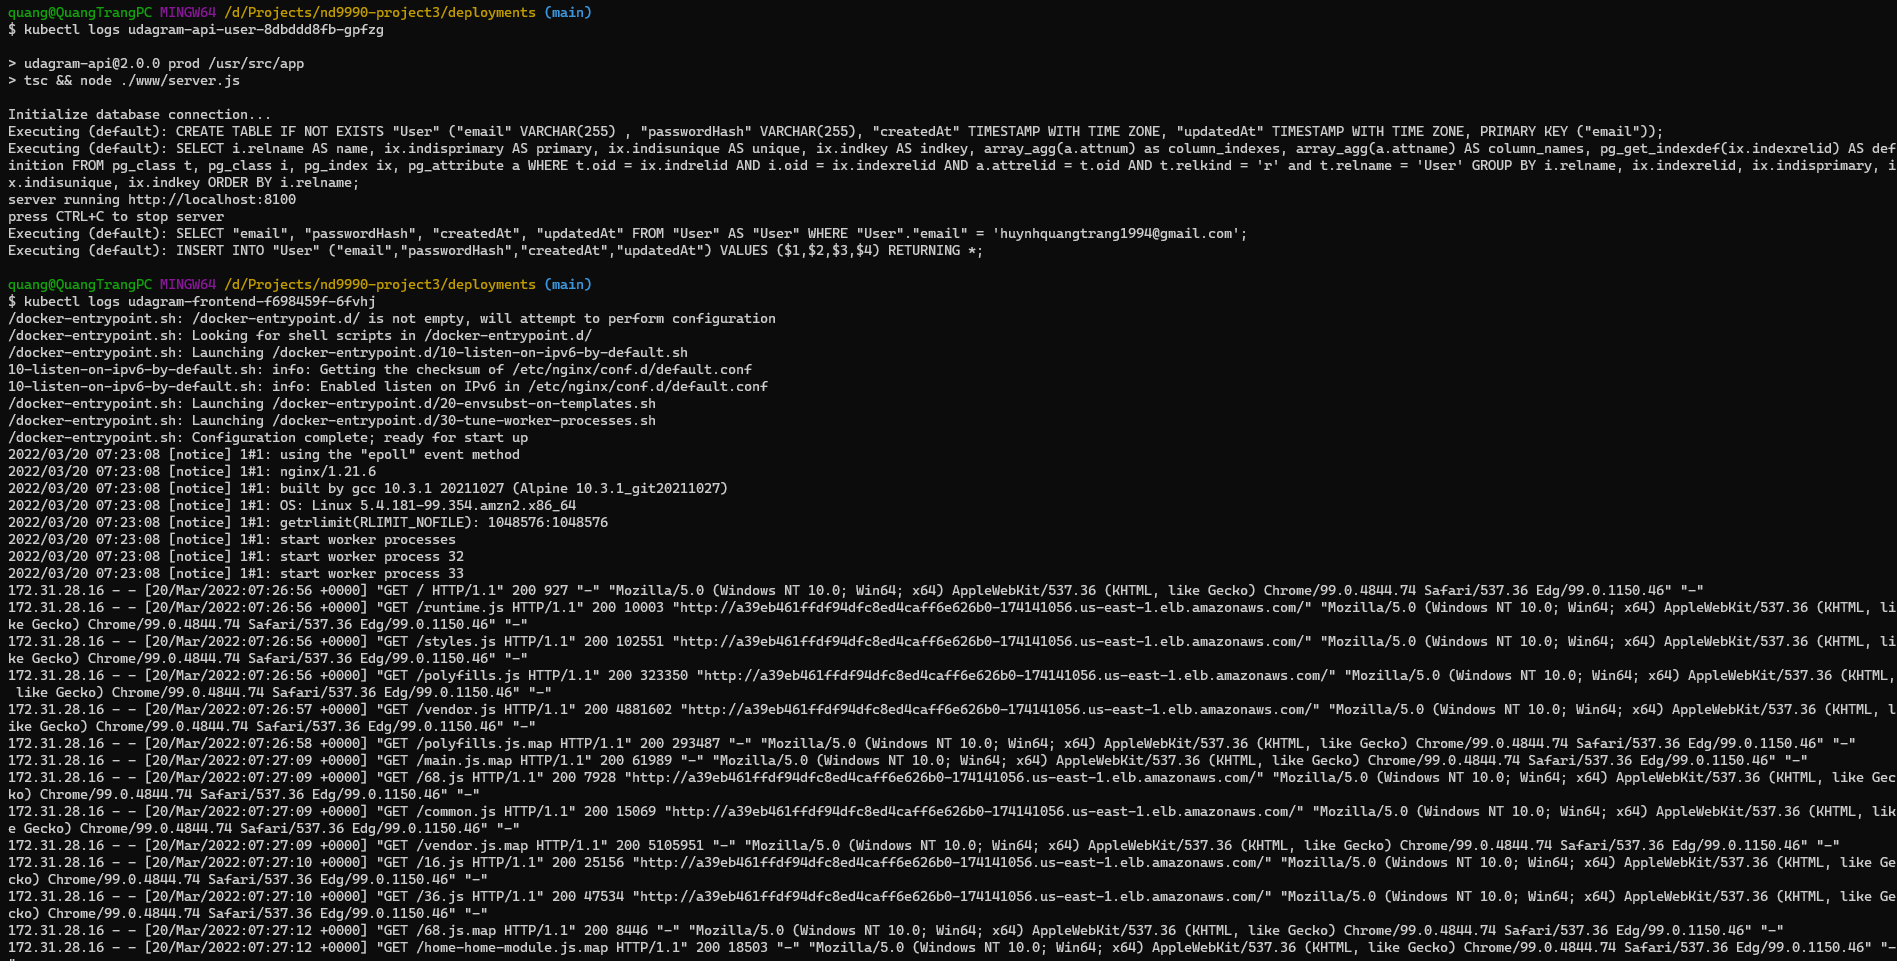 quang@QuangTrangPC MINGW64 /d/Projects/nd9990-project3/deployments (main)
$ kubectl logs udagram-api-user-8dbddd8fb-gpfzg
> udagram-api@2.0.0 prod /usr/src/app
> tsc && node ./www/server.js
Initialize database connection...
Executing (default): CREATE TABLE IF NOT EXISTS "User" ("email" VARCHAR(255) , "passwordHash" VARCHAR(255), "createdAt" TIMESTAMP WITH TIME ZONE, "updatedAt" TIMESTAMP WITH TIME ZONE, PRIMARY KEY ("email"));
Executing (default): SELECT i.relname AS name, ix.indisprimary AS primary, ix.indisunique AS unique, ix.indkey AS indkey, array_agg(a.attnum) as column_indexes, array_agg(a.attname) AS column_names, pg_get_indexdef(ix.indexrelid) AS def
inition FROM pg_class t, pg_class i, pg_index ix, pg_attribute a WHERE t.oid = ix.indrelid AND i.oid = ix.indexrelid AND a.attrelid = t.oid AND t.relkind = 'r' and t.relname = 'User' GROUP BY i.relname, ix.indexrelid, ix.indisprimary, i
x.indisunique, ix.indkey ORDER BY i.relname;
server running http://localhost:8100
press CTRL+C to stop server
Executing (default): SELECT "email", "passwordHash", "createdAt", "updatedAt" FROM "User" AS "User" WHERE "User"."email" = 'huynhquangtrang1994@gmail.com';
Executing (default): INSERT INTO "User" ("email","passwordHash","createdAt","updatedAt") VALUES ($1,$2,$3,$4) RETURNING *;
quang@QuangTrangPC MINGW64 /d/Projects/nd9990-project3/deployments (main)
$ kubectl logs udagram-frontend-f698459f-6fvhj
/docker-entrypoint.sh: /docker-entrypoint.d/ is not empty, will attempt to perform configuration
/docker-entrypoint.sh: Looking for shell scripts in /docker-entrypoint.d/
/docker-entrypoint.sh: Launching /docker-entrypoint.d/10-listen-on-ipv6-by-default.sh
10-listen-on-ipv6-by-default.sh: info: Getting the checksum of /etc/nginx/conf.d/default.conf
10-listen-on-ipv6-by-default.sh: info: Enabled listen on IPv6 in /etc/nginx/conf.d/default.conf
/docker-entrypoint.sh: Launching /docker-entrypoint.d/20-envsubst-on-templates.sh
/docker-entrypoint.sh: Launching /docker-entrypoint.d/30-tune-worker-processes.sh
/docker-entrypoint.sh: Configuration complete; ready for start up
2022/03/20 07:23:08 [notice] 1#1: using the "epoll" event method
2022/03/20 07:23:08 [notice] 1#1: nginx/1.21.6
2022/03/20 07:23:08 [notice] 1#1: built by gcc 10.3.1 20211027 (Alpine 10.3.1_git20211027)
2022/03/20 07:23:08 [notice] 1#1: OS: Linux 5.4.181-99.354.amzn2.x86_64
2022/03/20 07:23:08 [notice] 1#1: getrlimit(RLIMIT_NOFILE): 1048576:1048576
2022/03/20 07:23:08 [notice] 1#1: start worker processes
2022/03/20 07:23:08 [notice] 1#1: start worker process 32
2022/03/20 07:23:08 [notice] 1#1: start worker process 33
172.31.28.16 - - [20/Mar/2022:07:26:56 +0000] "GET / HTTP/1.1" 200 927 "-" "Mozilla/5.0 (Windows NT 10.0; Win64; x64) AppleWebKit/537.36 (KHTML, like Gecko) Chrome/99.0.4844.74 Safari/537.36 Edg/99.0.1150.46" "-"
172.31.28.16 - - [20/Mar/2022:07:26:56 +0000] "GET /runtime.js HTTP/1.1" 200 10003 "http://a39eb461ffdf94dfc8ed4caff6e626b0-174141056.us-east-1.elb.amazonaws.com/" "Mozilla/5.0 (Windows NT 10.0; Win64; x64) AppleWebKit/537.36 (KHTML, li
ke Gecko) Chrome/99.0.4844.74 Safari/537.36 Edg/99.0.1150.46" "-"
172.31.28.16 - - [20/Mar/2022:07:26:56 +0000] "GET /styles.js HTTP/1.1" 200 102551 "http://a39eb461ffdf94dfc8ed4caff6e626b0-174141056.us-east-1.elb.amazonaws.com/" "Mozilla/5.0 (Windows NT 10.0; Win64; x64) AppleWebKit/537.36 (KHTML, li
ke Gecko) Chrome/99.0.4844.74 Safari/537.36 Edg/99.0.1150.46" "-"
172.31.28.16 - - [20/Mar/2022:07:26:56 +0000] "GET /polyfills.js HTTP/1.1" 200 323350 "http://a39eb461ffdf94dfc8ed4caff6e626b0-174141056.us-east-1.elb.amazonaws.com/" "Mozilla/5.0 (Windows NT 10.0; Win64; x64) AppleWebKit/537.36 (KHTML,
 like Gecko) Chrome/99.0.4844.74 Safari/537.36 Edg/99.0.1150.46" "-"
172.31.28.16 - - [20/Mar/2022:07:26:57 +0000] "GET /vendor.js HTTP/1.1" 200 4881602 "http://a39eb461ffdf94dfc8ed4caff6e626b0-174141056.us-east-1.elb.amazonaws.com/" "Mozilla/5.0 (Windows NT 10.0; Win64; x64) AppleWebKit/537.36 (KHTML, l
ike Gecko) Chrome/99.0.4844.74 Safari/537.36 Edg/99.0.1150.46" "-"
172.31.28.16 - - [20/Mar/2022:07:26:58 +0000] "GET /polyfills.js.map HTTP/1.1" 200 293487 "-" "Mozilla/5.0 (Windows NT 10.0; Win64; x64) AppleWebKit/537.36 (KHTML, like Gecko) Chrome/99.0.4844.74 Safari/537.36 Edg/99.0.1150.46" "-"
172.31.28.16 - - [20/Mar/2022:07:27:09 +0000] "GET /main.js.map HTTP/1.1" 200 61989 "-" "Mozilla/5.0 (Windows NT 10.0; Win64; x64) AppleWebKit/537.36 (KHTML, like Gecko) Chrome/99.0.4844.74 Safari/537.36 Edg/99.0.1150.46" "-"
172.31.28.16 - - [20/Mar/2022:07:27:09 +0000] "GET /68.js HTTP/1.1" 200 7928 "http://a39eb461ffdf94dfc8ed4caff6e626b0-174141056.us-east-1.elb.amazonaws.com/" "Mozilla/5.0 (Windows NT 10.0; Win64; x64) AppleWebKit/537.36 (KHTML, like Gec
ko) Chrome/99.0.4844.74 Safari/537.36 Edg/99.0.1150.46" "-"
172.31.28.16 - - [20/Mar/2022:07:27:09 +0000] "GET /common.js HTTP/1.1" 200 15069 "http://a39eb461ffdf94dfc8ed4caff6e626b0-174141056.us-east-1.elb.amazonaws.com/" "Mozilla/5.0 (Windows NT 10.0; Win64; x64) AppleWebKit/537.36 (KHTML, lik
e Gecko) Chrome/99.0.4844.74 Safari/537.36 Edg/99.0.1150.46" "-"
172.31.28.16 - - [20/Mar/2022:07:27:09 +0000] "GET /vendor.js.map HTTP/1.1" 200 5105951 "-" "Mozilla/5.0 (Windows NT 10.0; Win64; x64) AppleWebKit/537.36 (KHTML, like Gecko) Chrome/99.0.4844.74 Safari/537.36 Edg/99.0.1150.46" "-"
172.31.28.16 - - [20/Mar/2022:07:27:10 +0000] "GET /16.js HTTP/1.1" 200 25156 "http://a39eb461ffdf94dfc8ed4caff6e626b0-174141056.us-east-1.elb.amazonaws.com/" "Mozilla/5.0 (Windows NT 10.0; Win64; x64) AppleWebKit/537.36 (KHTML, like Ge
cko) Chrome/99.0.4844.74 Safari/537.36 Edg/99.0.1150.46" "-"
172.31.28.16 - - [20/Mar/2022:07:27:10 +0000] "GET /36.js HTTP/1.1" 200 47534 "http://a39eb461ffdf94dfc8ed4caff6e626b0-174141056.us-east-1.elb.amazonaws.com/" "Mozilla/5.0 (Windows NT 10.0; Win64; x64) AppleWebKit/537.36 (KHTML, like Ge
cko) Chrome/99.0.4844.74 Safari/537.36 Edg/99.0.1150.46" "-"
172.31.28.16 - - [20/Mar/2022:07:27:12 +0000] "GET /68.js.map HTTP/1.1" 200 8446 "-" "Mozilla/5.0 (Windows NT 10.0; Win64; x64) AppleWebKit/537.36 (KHTML, like Gecko) Chrome/99.0.4844.74 Safari/537.36 Edg/99.0.1150.46" "-"
172.31.28.16 - - [20/Mar/2022:07:27:12 +0000] "GET /home-home-module.js.map HTTP/1.1" 200 18503 "-" "Mozilla/5.0 (Windows NT 10.0; Win64; x64) AppleWebKit/537.36 (KHTML, like Gecko) Chrome/99.0.4844.74 Safari/537.36 Edg/99.0.1150.46" "-
"